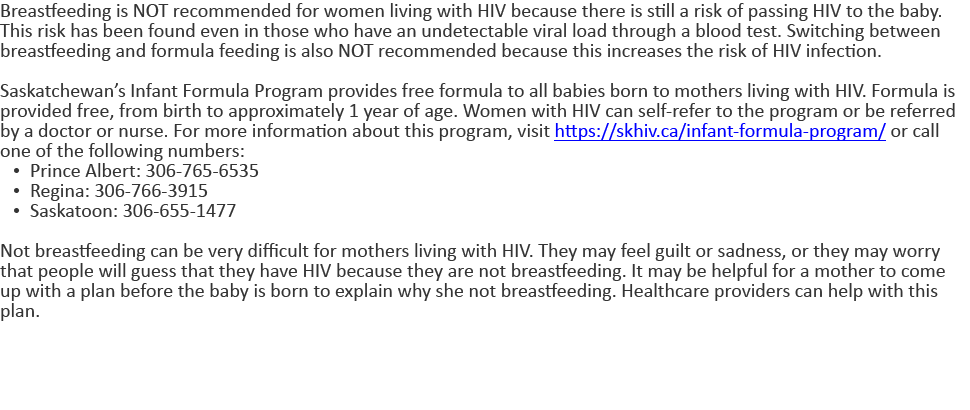 Breastfeeding is NOT recommended for women living with HIV because there is still a risk of passing HIV to the baby.
This risk has been found even in those who have an undetectable viral load through a blood test. Switching between
breastfeeding and formula feeding is also NOT recommended because this increases the risk of HIV infection.
Saskatchewan’s Infant Formula Program provides free formula to all babies born to mothers living with HIV. Formula is
provided free, from birth to approximately 1 year of age. Women with HIV can self-refer to the program or be referred
by a doctor or nurse. For more information about this program, visit https://skhiv.ca/infant-formula-program/ or call
one of the following numbers:
• Prince Albert: 306-765-6535
• Regina: 306-766-3915
• Saskatoon: 306-655-1477
Not breastfeeding can be very difficult for mothers living with HIV. They may feel guilt or sadness, or they may worry
that people will guess that they have HIV because they are not breastfeeding. It may be helpful for a mother to come
up with a plan before the baby is born to explain why she not breastfeeding. Healthcare providers can help with this
plan.